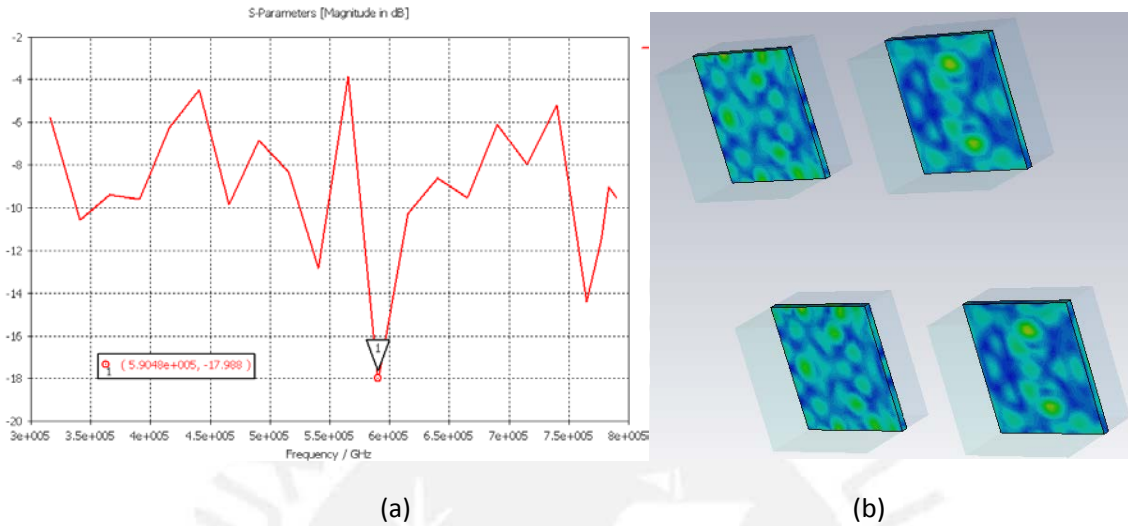 S-Parameters [Magnitude in dB]
-2
-4
-6
-8
-10
-12
-14
-16
-18
-20
1
1 ( 5.9048e+005, -17.988 )
3e+005 3.5e+005 4e+005 4.5e+005 5e+005 5.5e+005 6e+005 6.5e+005 7e+005 7.5e+005 8e+005
Frequency / GHz
(a) (b)